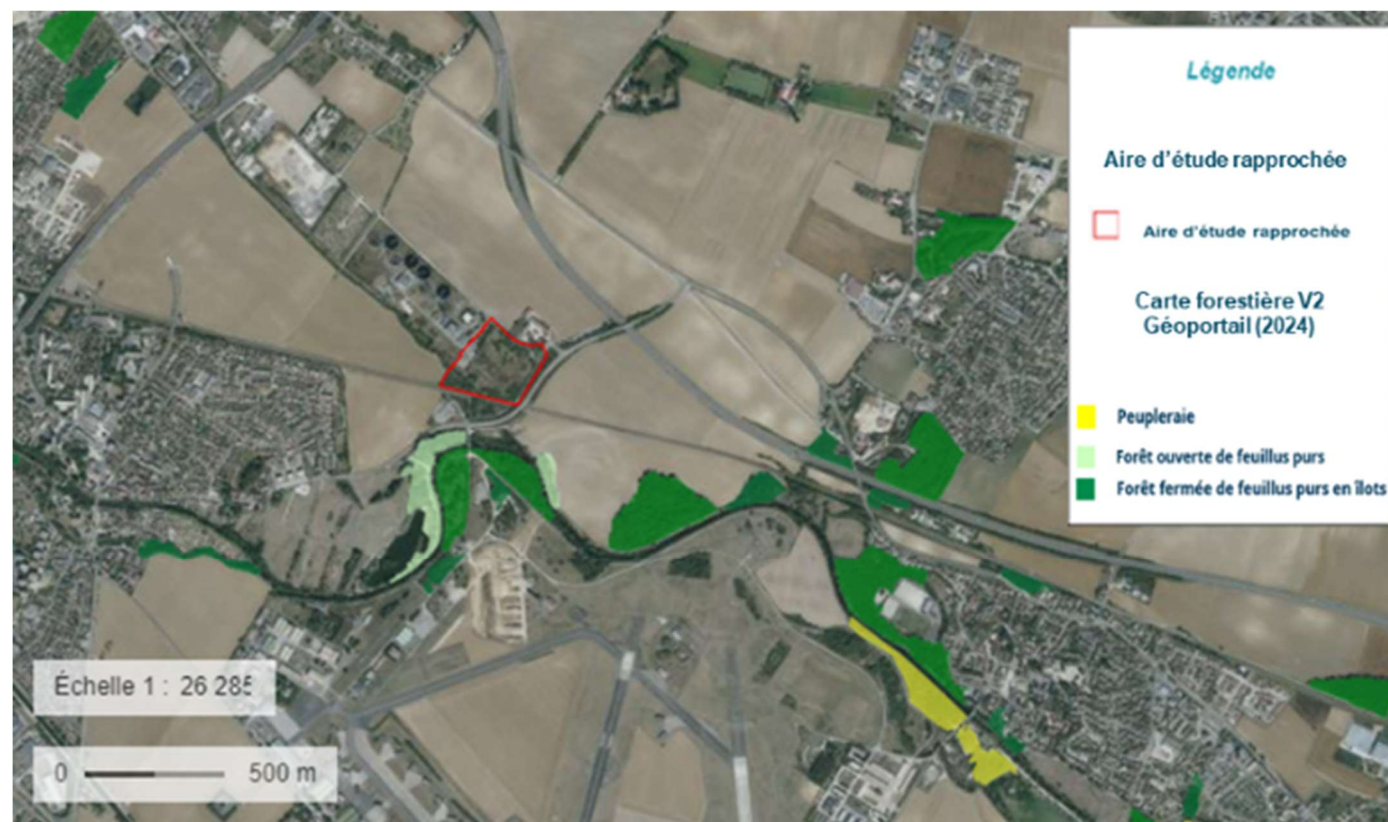 Légende
Aire d’étude rapprochée
Aire d’étude rapprochée
Carte forestière V2
Géoportail (2024)
Peupleraie
Forêt ouverte de feuillus purs
Forêt fermée de feuillus purs en îlots
Échelle 1 : 26 285
0 500 m